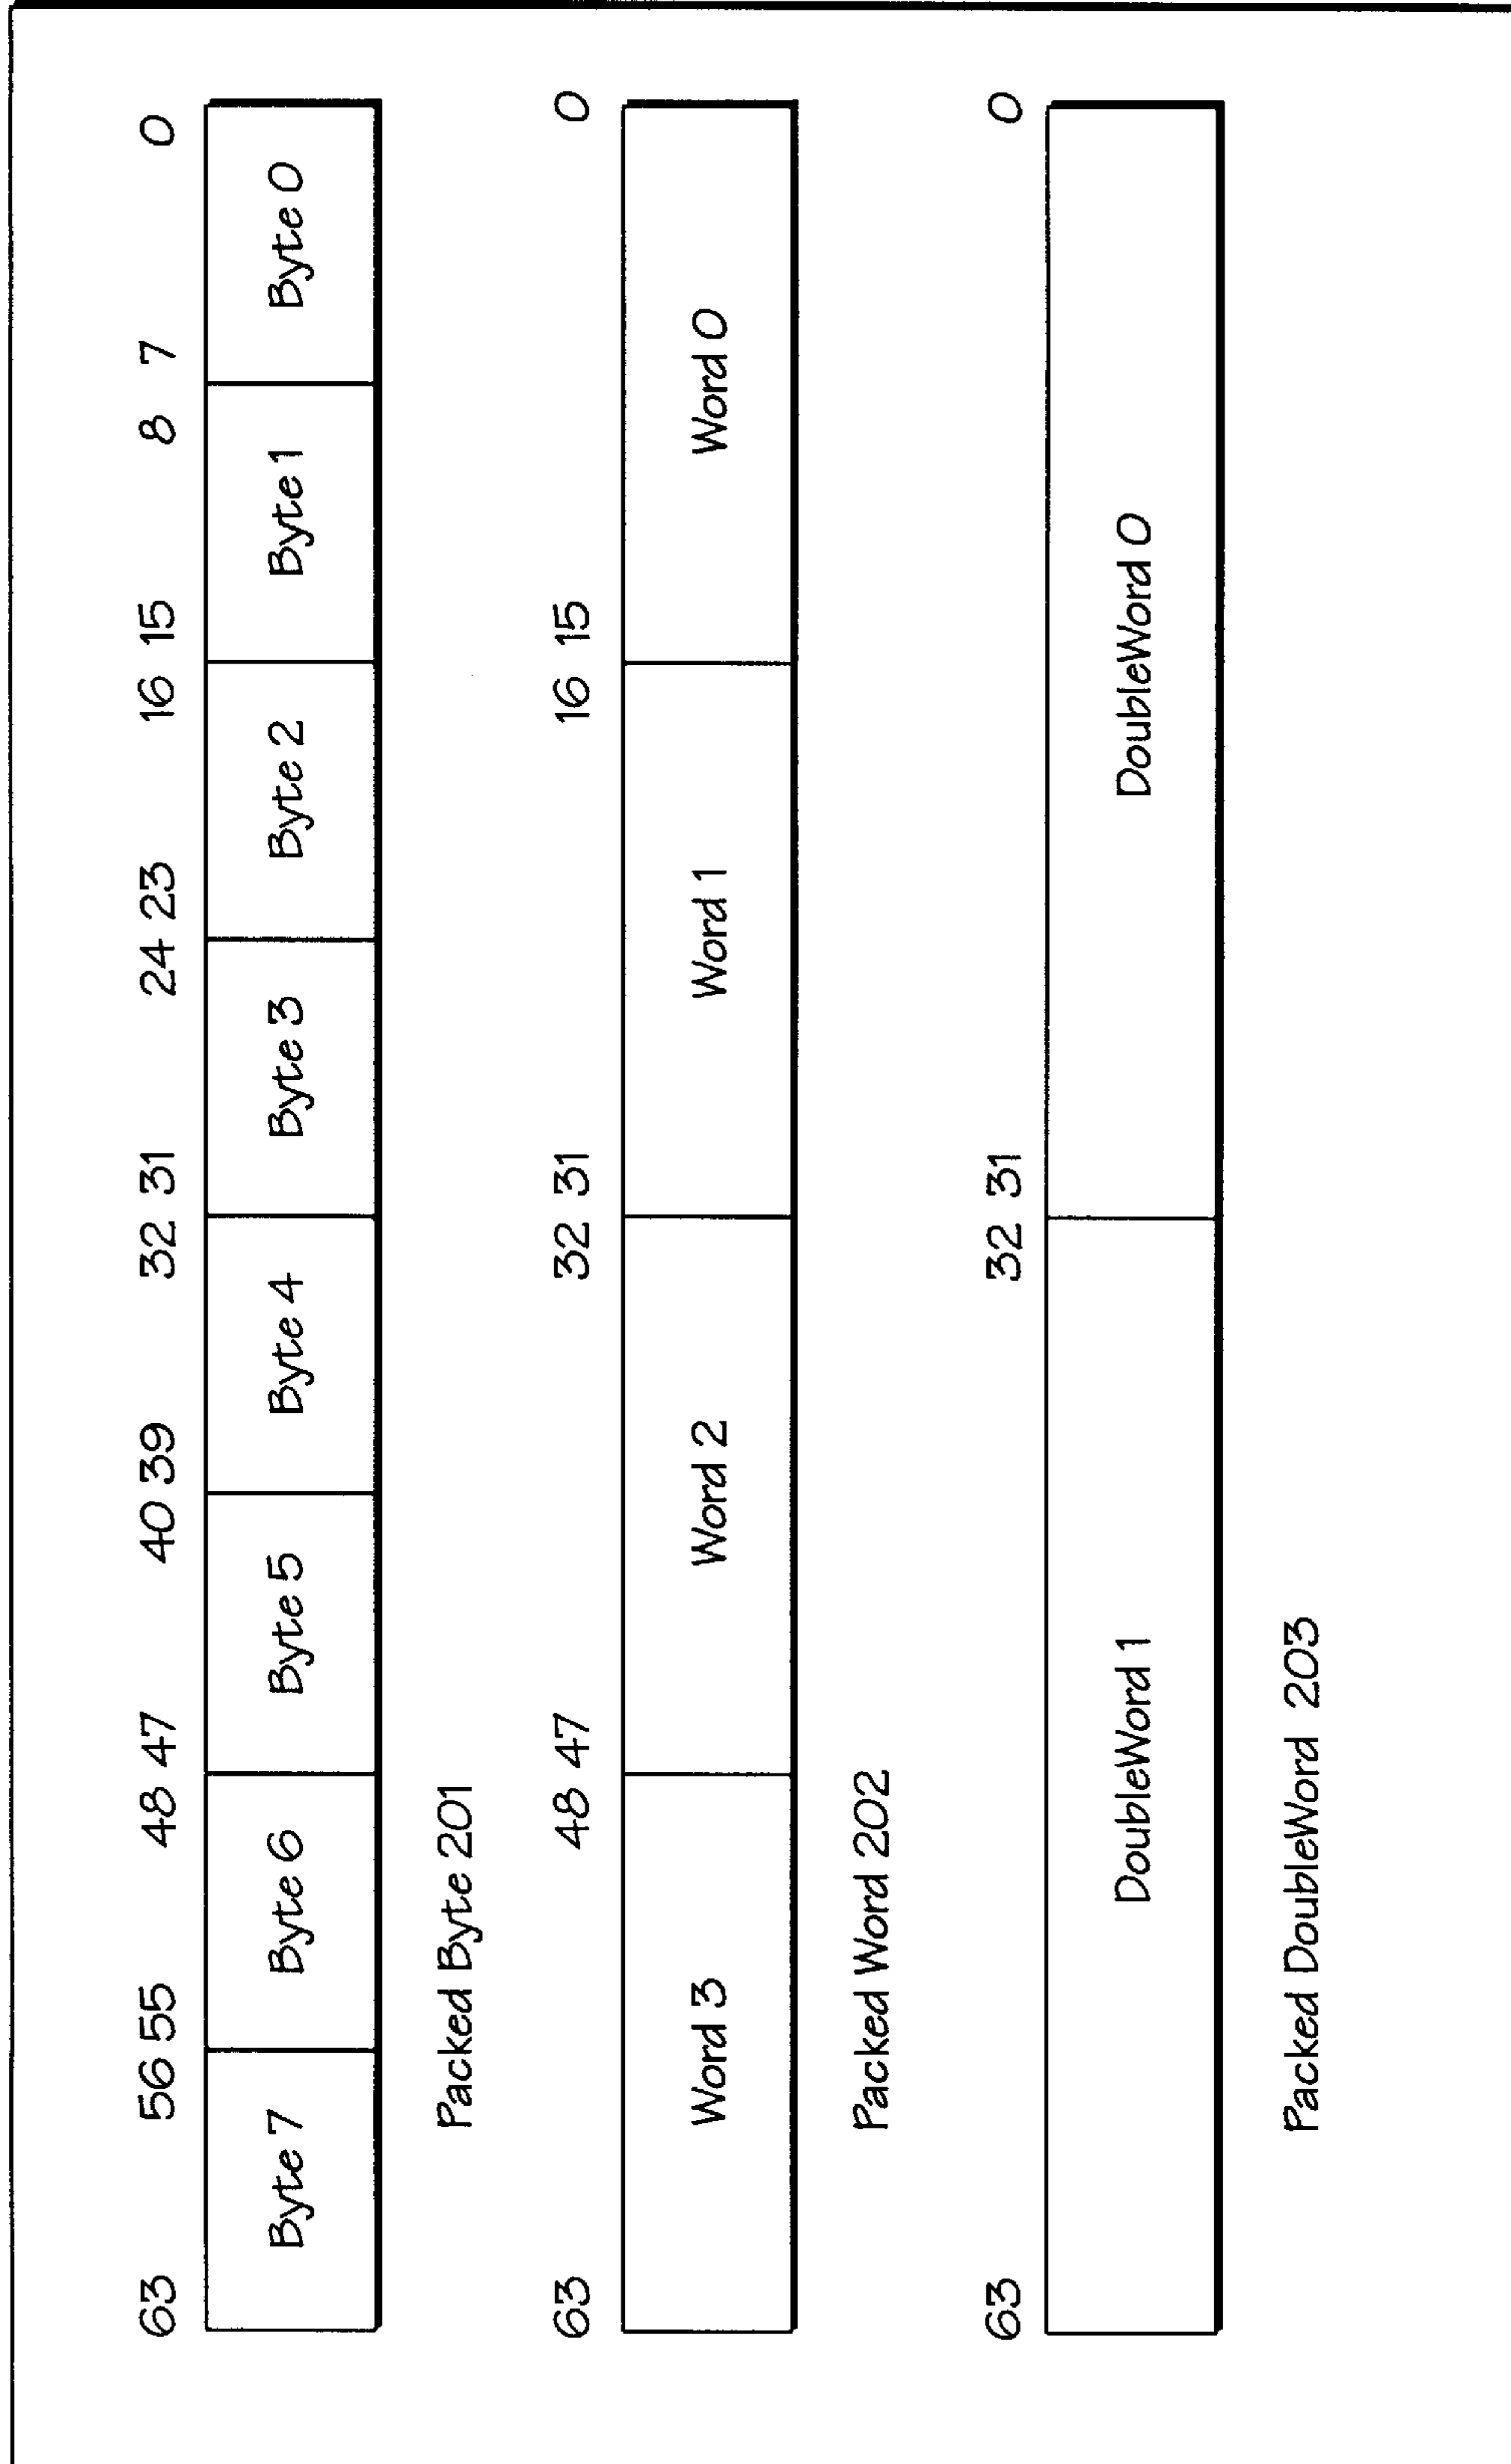 63 56 55 48 47 40 39 32 31 24 23 16 15 8 7 0
Byte 7 Byte 6 Byte 5 Byte 4 Byte 3 Byte 2 Byte 1 Byte 0
Packed Byte 201
63 48 47 32 31 16 15 0
Word 3 Word 2 Word 1 Word 0
Packed Word 202
63 32 31 0
DoubleWord 1 DoubleWord 0
Packed DoubleWord 203